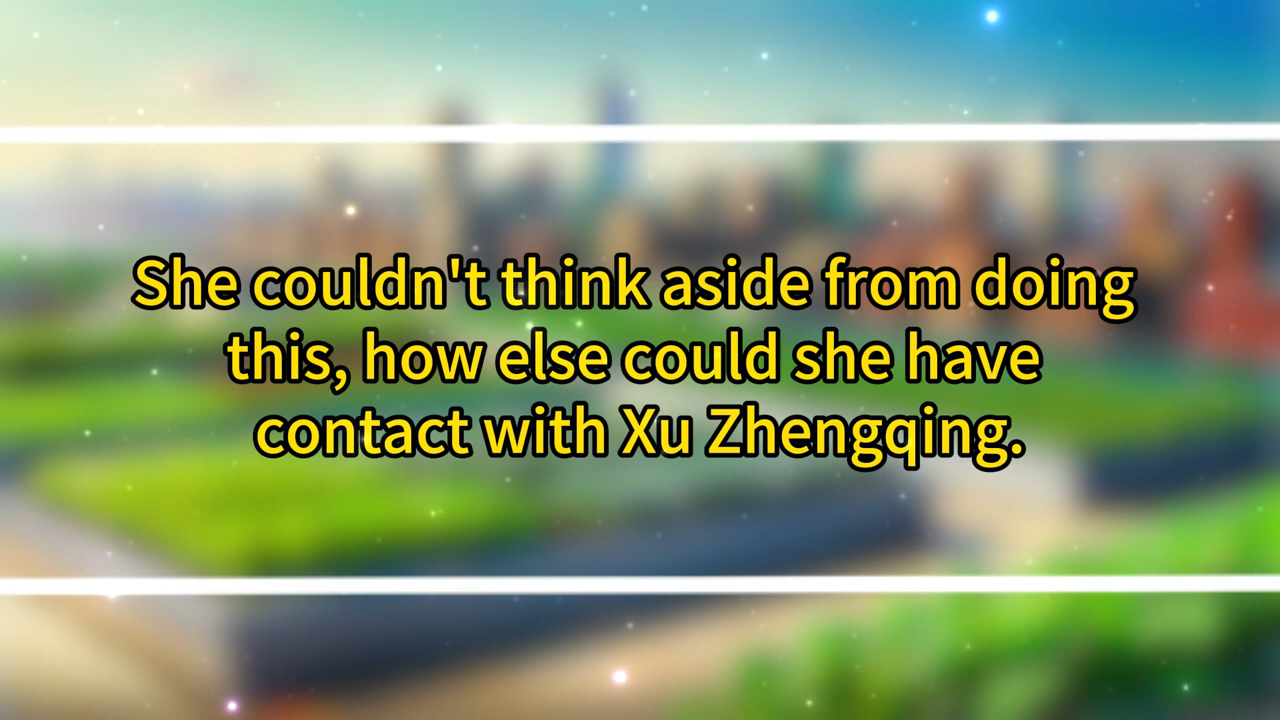 She couldn't think aside from doing
this, how else could she have
contact with Xu Zhengqing.